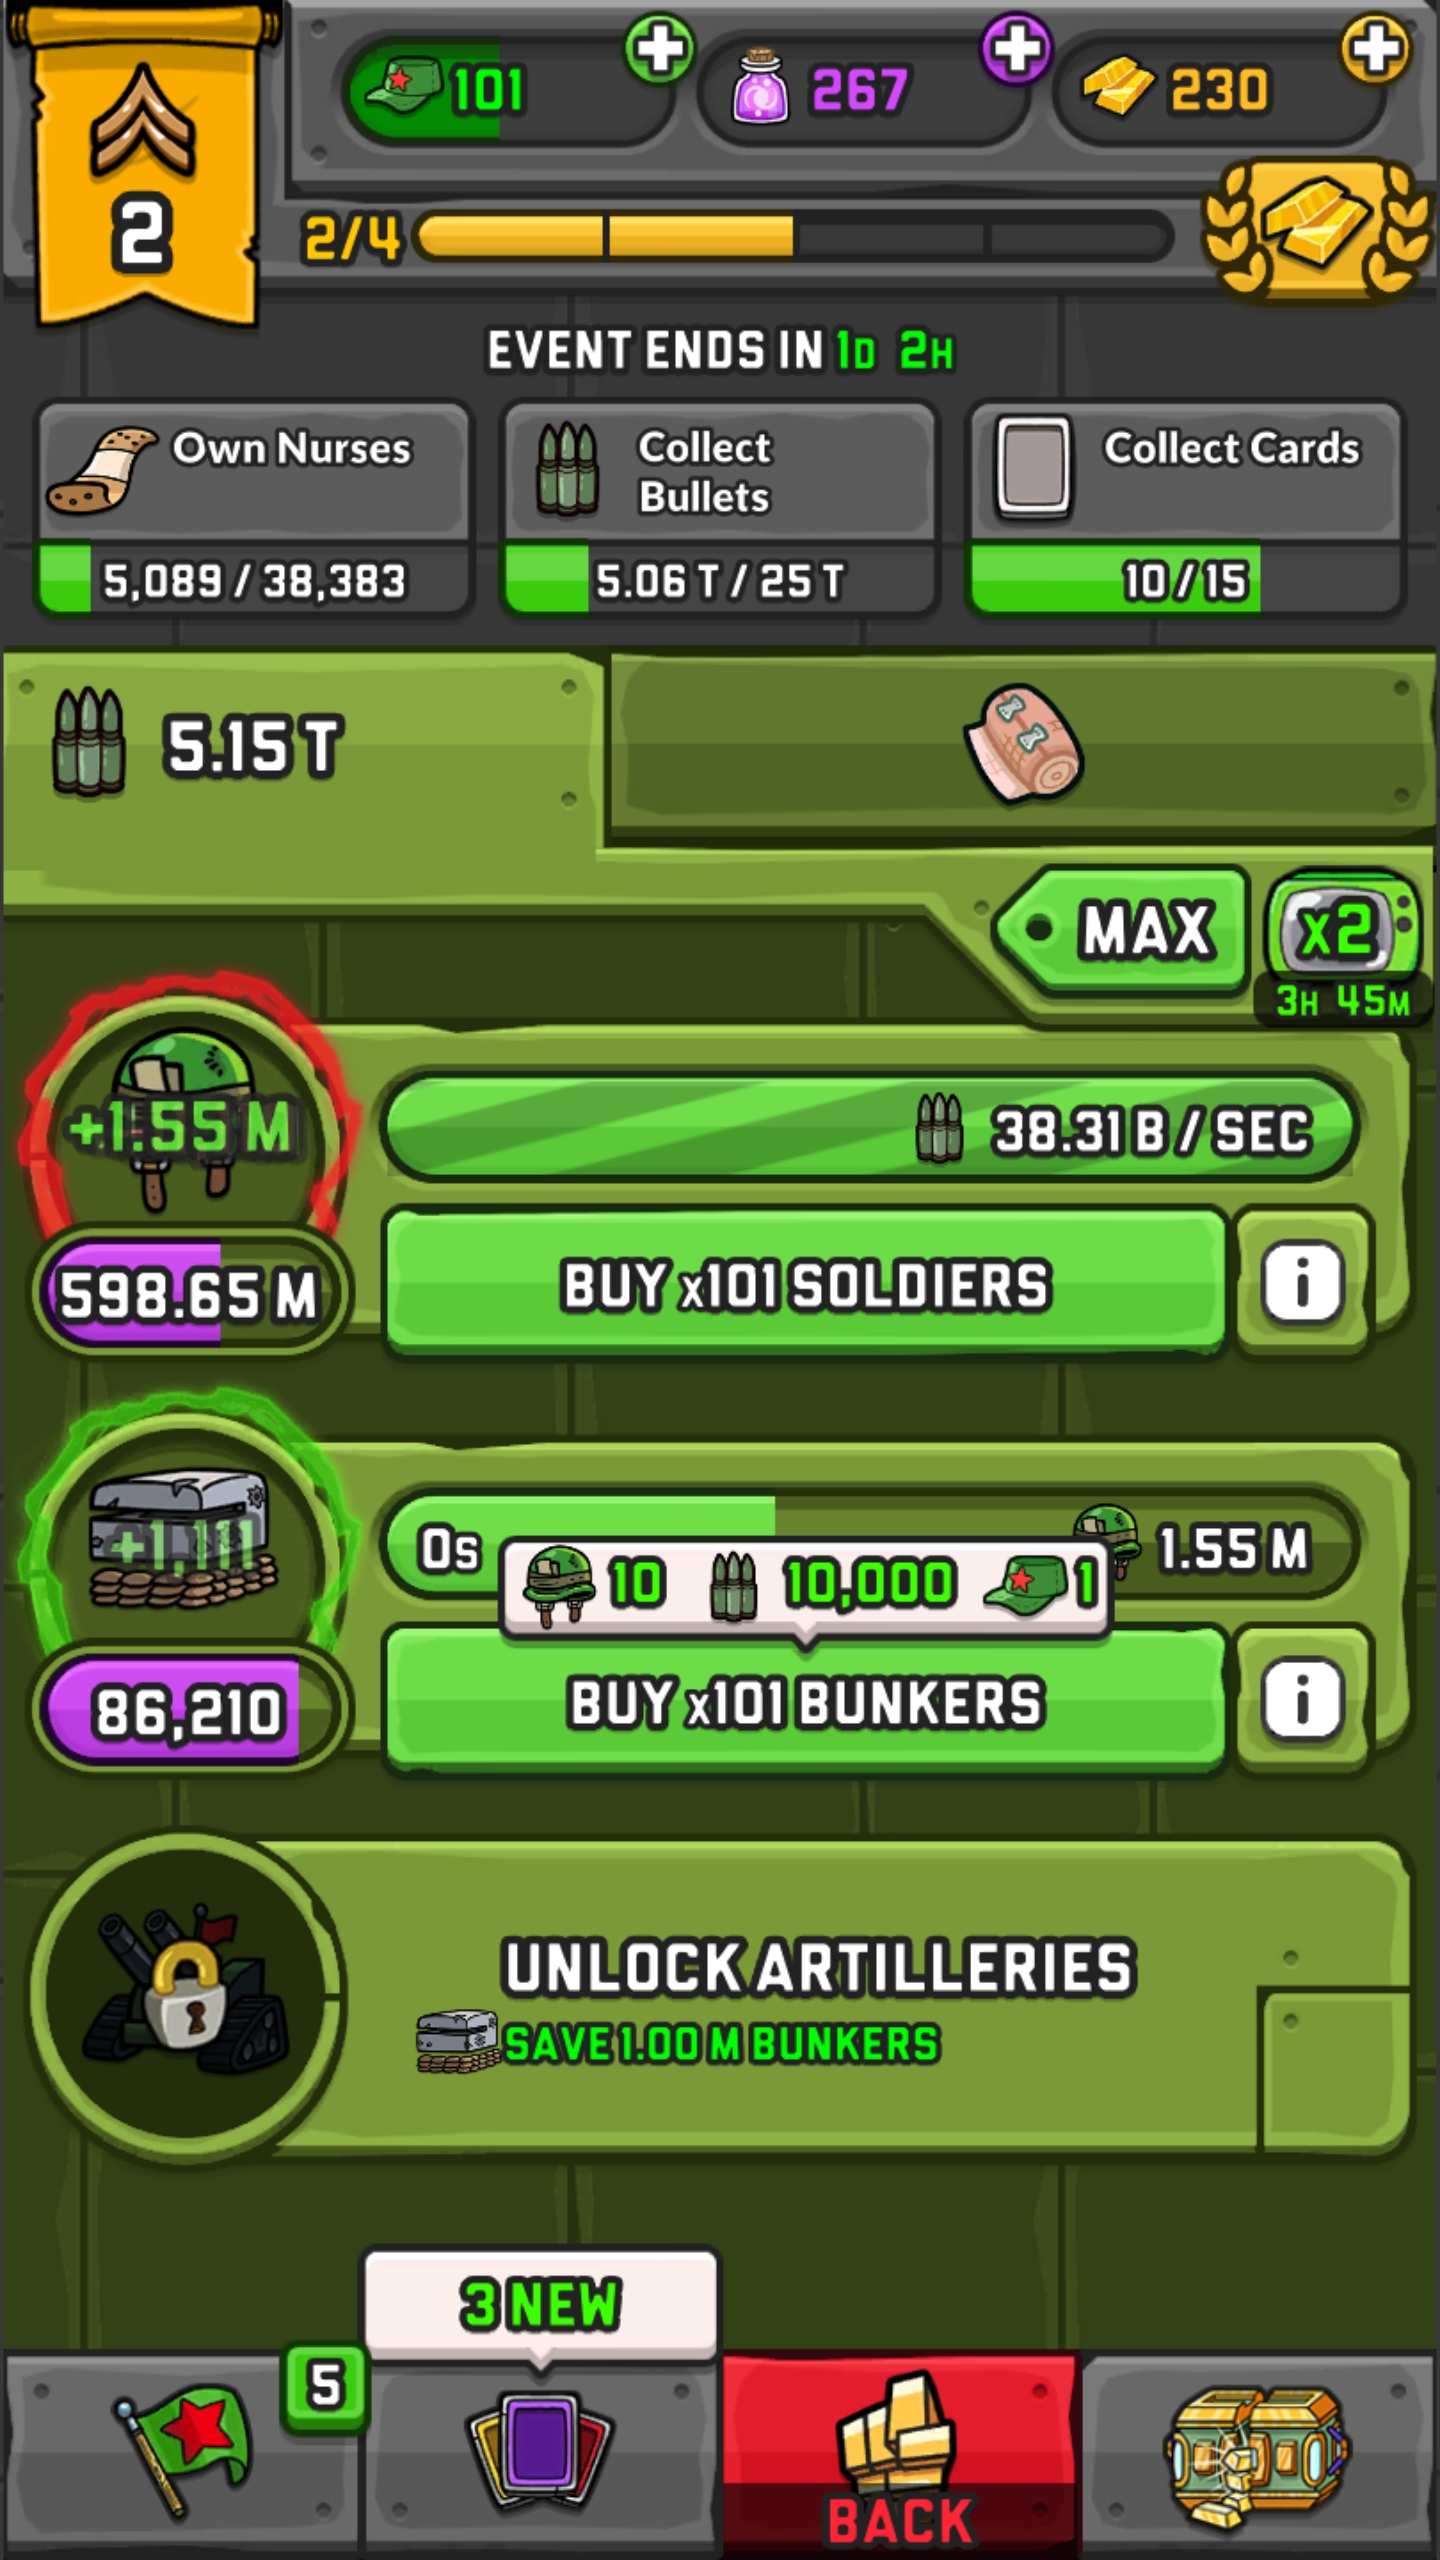 101
267
230
2
2/4
EVENT ENDS IN 1D 2H
Own Nurses
5,089 / 38,383
Collect
Bullets
5.06 T / 25 T
Collect Cards
10 / 15
5.15 T
MAX
x2
3H 45M
+1.55 M
38.31 B / SEC
598.65 M
BUY x101 SOLDIERS
+1,111
0s
1.55 M
10
10,000
1
86,210
BUY x101 BUNKERS
UNLOCK ARTILLERIES
SAVE 1.00 M BUNKERS
3 NEW
5
BACK